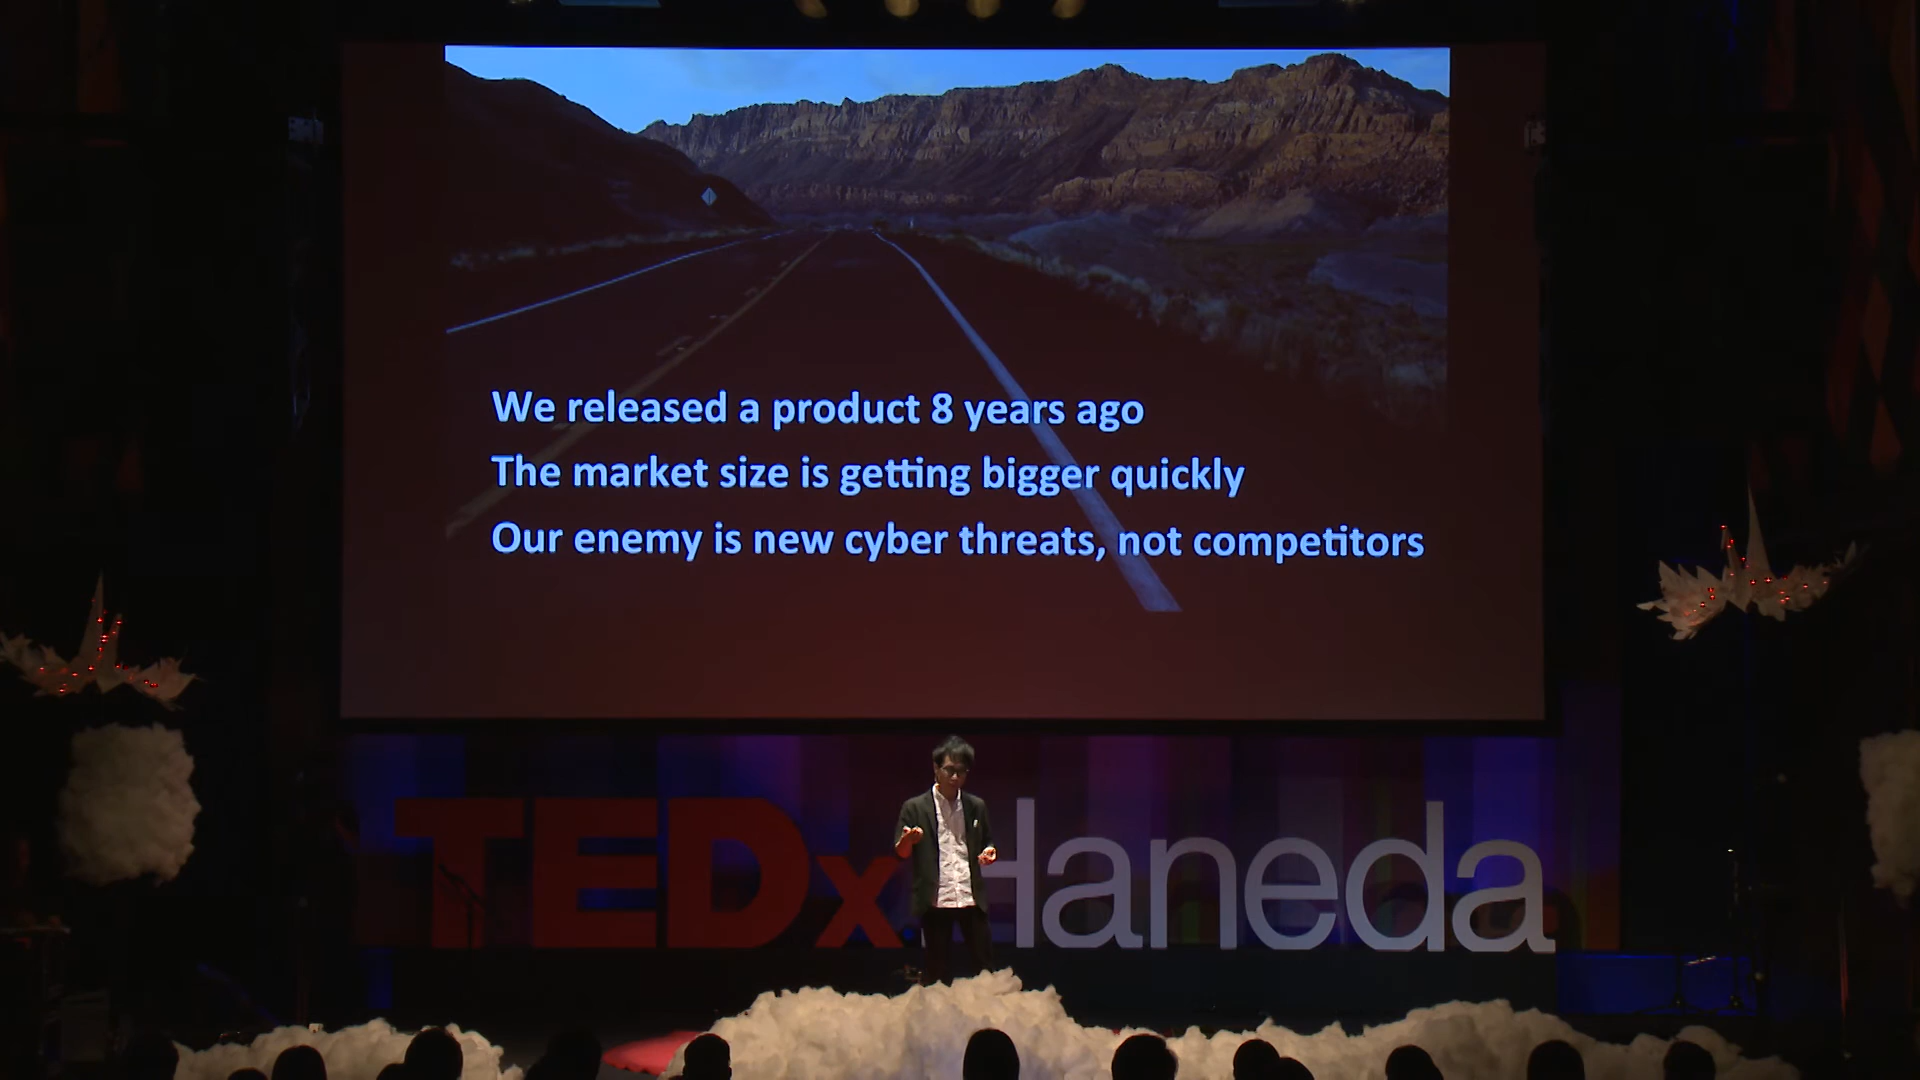 We released a product 8 years ago
The market size is getting bigger quickly
Our enemy is new cyber threats, not competitors
TEDxHaneda